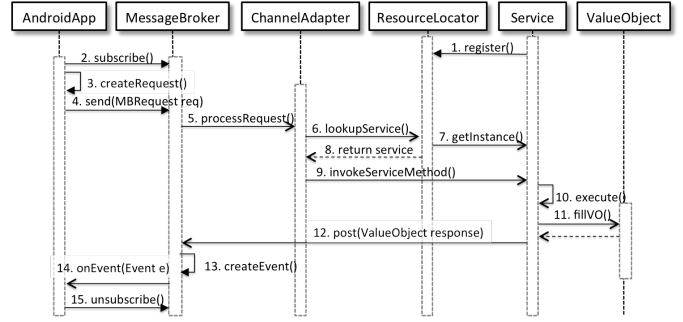 AndroidApp
MessageBroker
ChannelAdapter
ResourceLocator
Service
ValueObject
1. register()
2. subscribe()
3. createRequest()
4. send(MBRequest req)
5. processRequest()
6. lookupService()
7. getInstance()
8. return service
9. invokeServiceMethod()
10. execute()
11. fillVO()
12. post(ValueObject response)
13. createEvent()
14. onEvent(Event e)
15. unsubscribe()